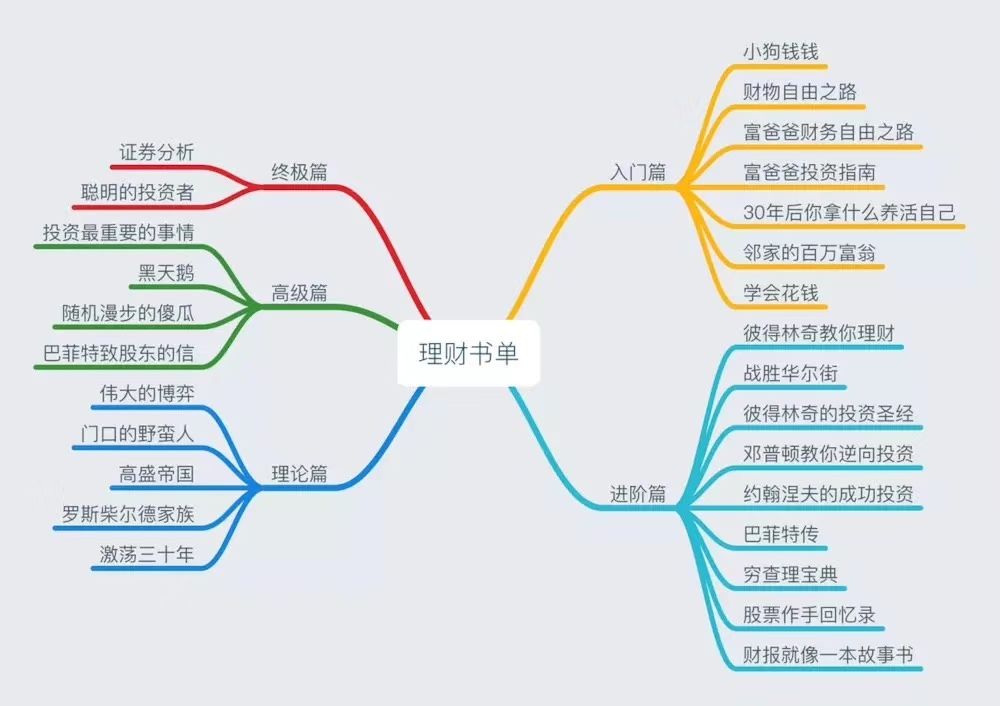 理财书单
入门篇
小狗钱钱
财物自由之路
富爸爸财务自由之路
富爸爸投资指南
30年后你拿什么养活自己
邻家的百万富翁
学会花钱
进阶篇
彼得林奇教你理财
战胜华尔街
彼得林奇的投资圣经
邓普顿教你逆向投资
约翰涅夫的成功投资
巴菲特传
穷查理宝典
股票作手回忆录
财报就像一本故事书
终极篇
证券分析
聪明的投资者
高级篇
投资最重要的事情
黑天鹅
随机漫步的傻瓜
巴菲特致股东的信
理论篇
伟大的博弈
门口的野蛮人
高盛帝国
罗斯柴尔德家族
激荡三十年